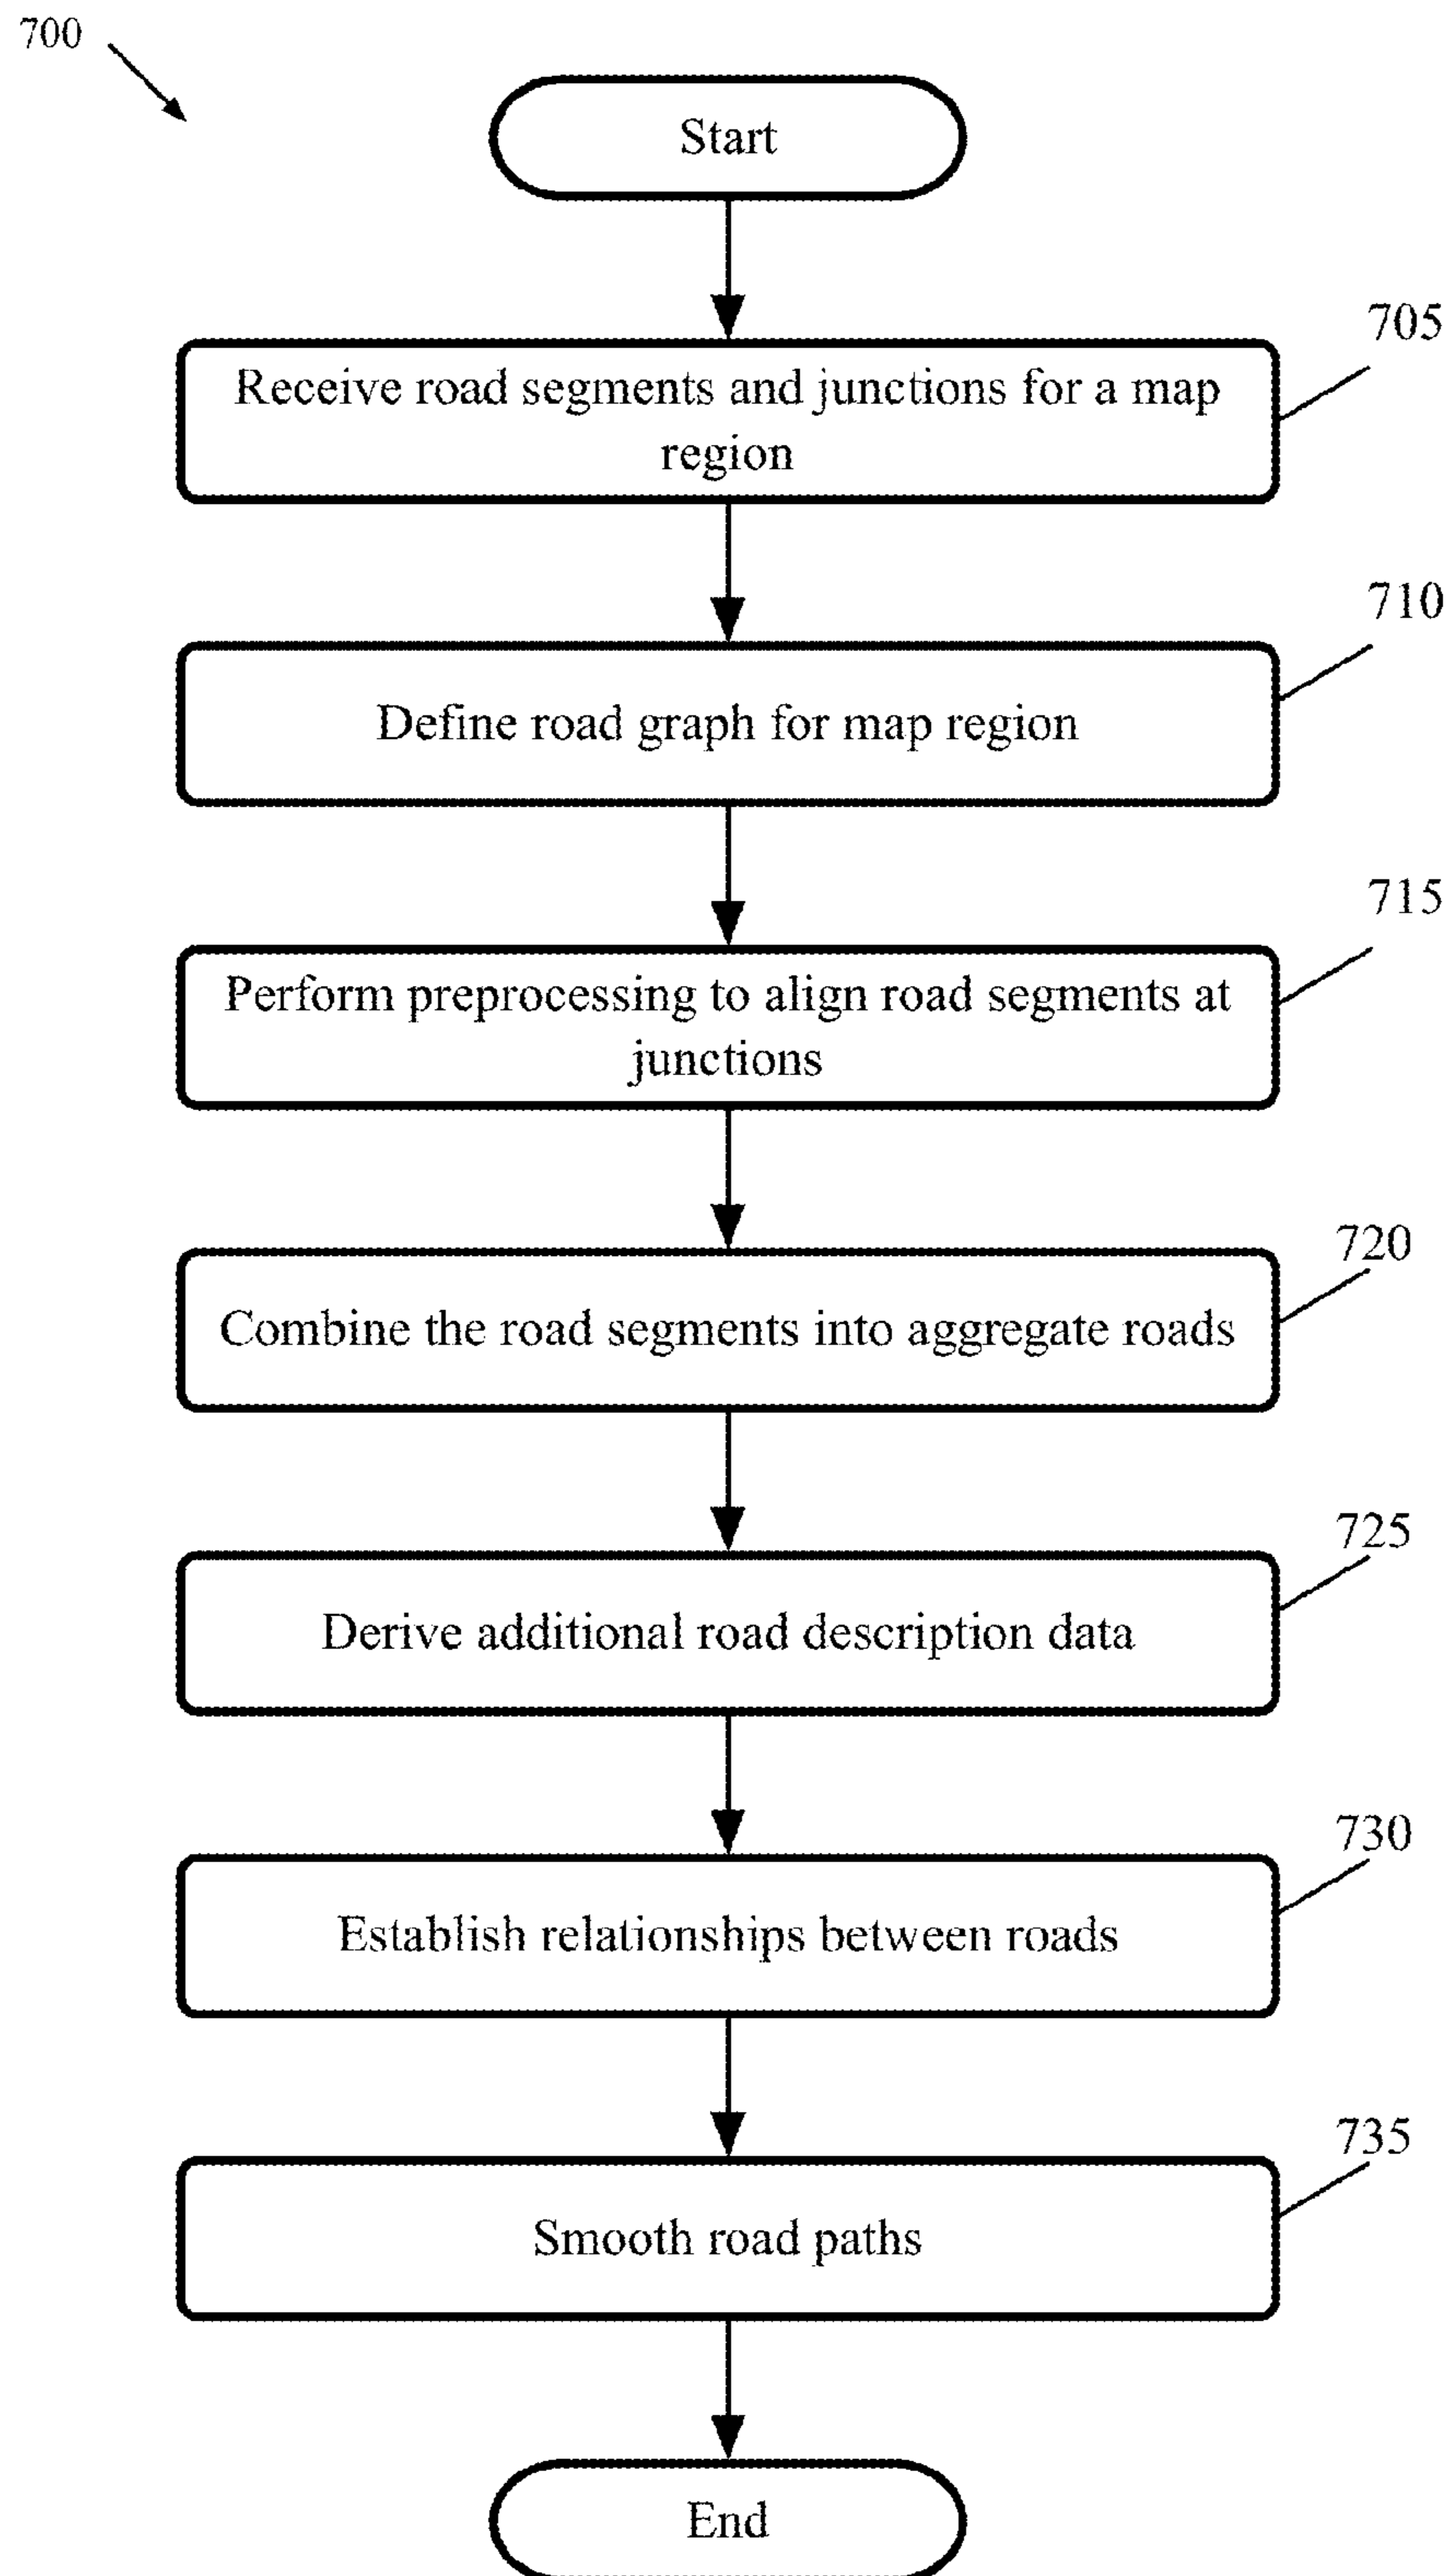 700
Start
705
Receive road segments and junctions for a map
region
710
Define road graph for map region
715
Perform preprocessing to align road segments at
junctions
720
Combine the road segments into aggregate roads
725
Derive additional road description data
730
Establish relationships between roads
735
Smooth road paths
End